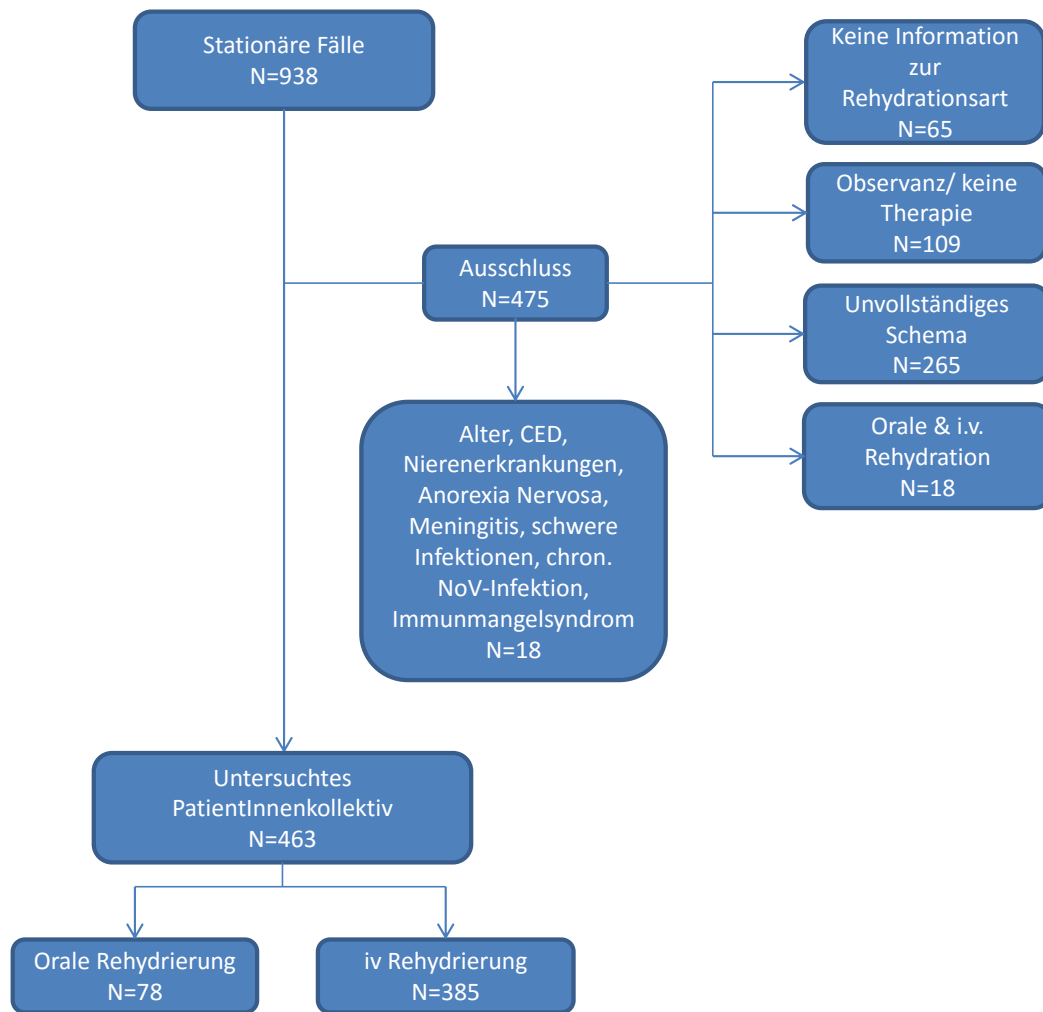 Stationäre Fälle
N=938
Keine Information
zur
Rehydrationsart
N=65
Observanz/ keine
Therapie
N=109
Ausschluss
N=475
Unvollständiges
Schema
N=265
Orale & i.v.
Rehydration
N=18
Alter, CED,
Nierenerkrankungen,
Anorexia Nervosa,
Meningitis, schwere
Infektionen, chron.
NoV-Infektion,
Immunmangelsyndrom
N=18
Untersuchtes
PatientInnenkollektiv
N=463
Orale Rehydrierung
N=78
iv Rehydrierung
N=385